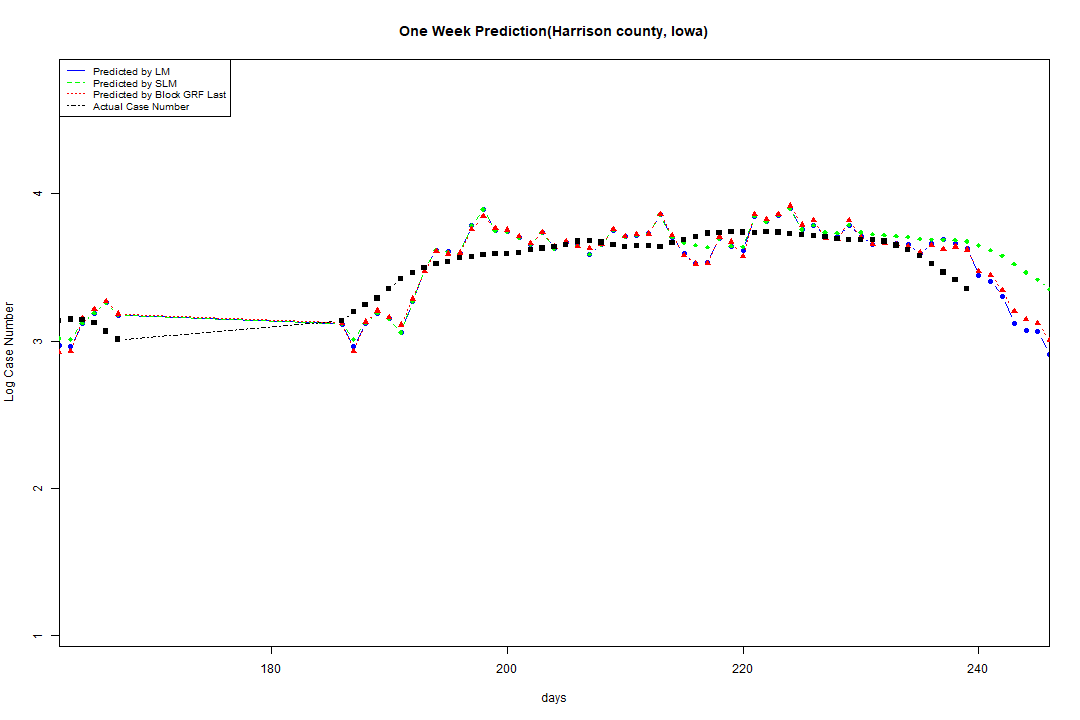 One Week Prediction(Harrison county, Iowa)
Predicted by LM
Predicted by SLM
Predicted by Block GRF Last
Actual Case Number
4
3
2
1
Log Case Number
180 200 220 240
days